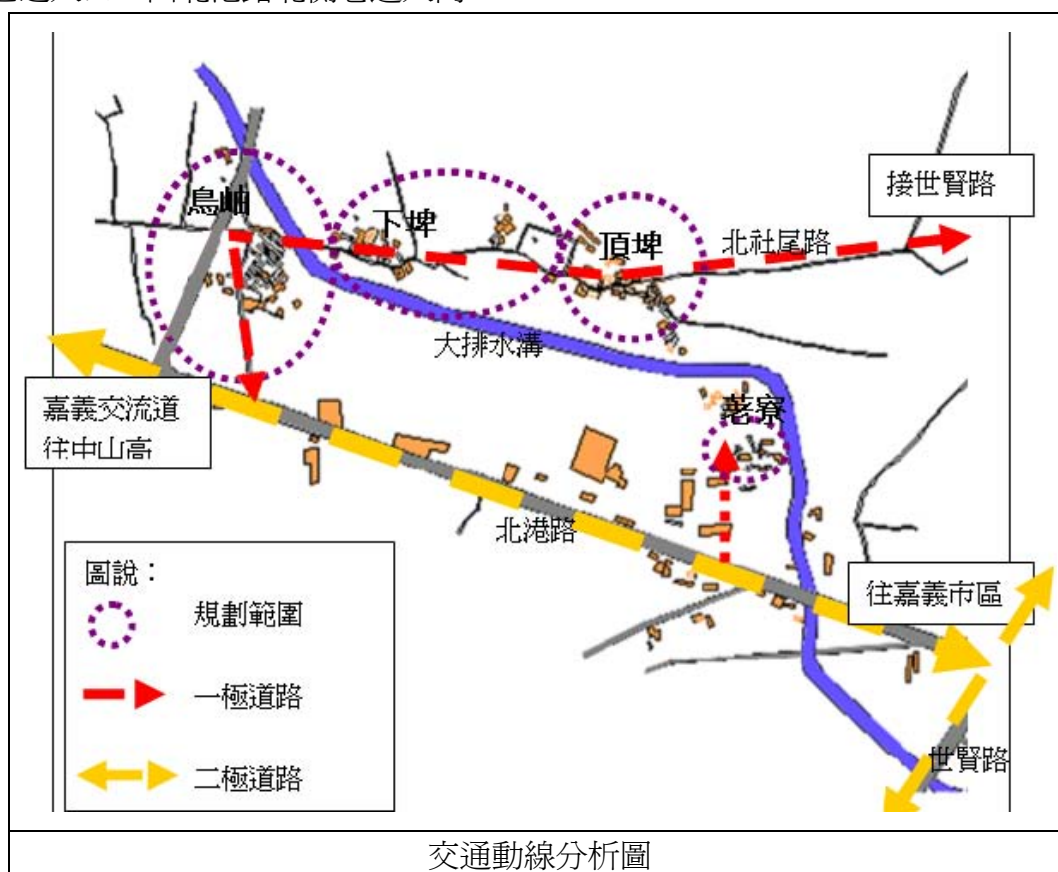 烏岫
下埤
頂埤
接世賢路
北社尾路
大排水溝
荖寮
嘉義交流道
往中山高
北港路
往嘉義市區
世賢路
圖說：
規劃範圍
一極道路
二極道路
交通動線分析圖